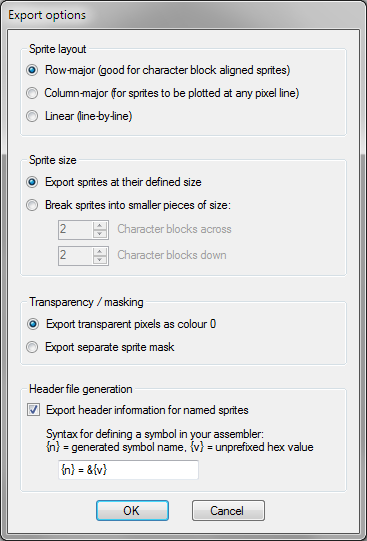 Export options
Sprite layout
Row-major (good for character block aligned sprites)
Column-major (for sprites to be plotted at any pixel line)
Linear (line-by-line)
Sprite size
Export sprites at their defined size
Break sprites into smaller pieces of size:
2 Character blocks across
2 Character blocks down
Transparency / masking
Export transparent pixels as colour 0
Export separate sprite mask
Header file generation
Export header information for named sprites
Syntax for defining a symbol in your assembler:
{n} = generated symbol name, {v} = unprefixed hex value
{n} = &{v}
OK Cancel